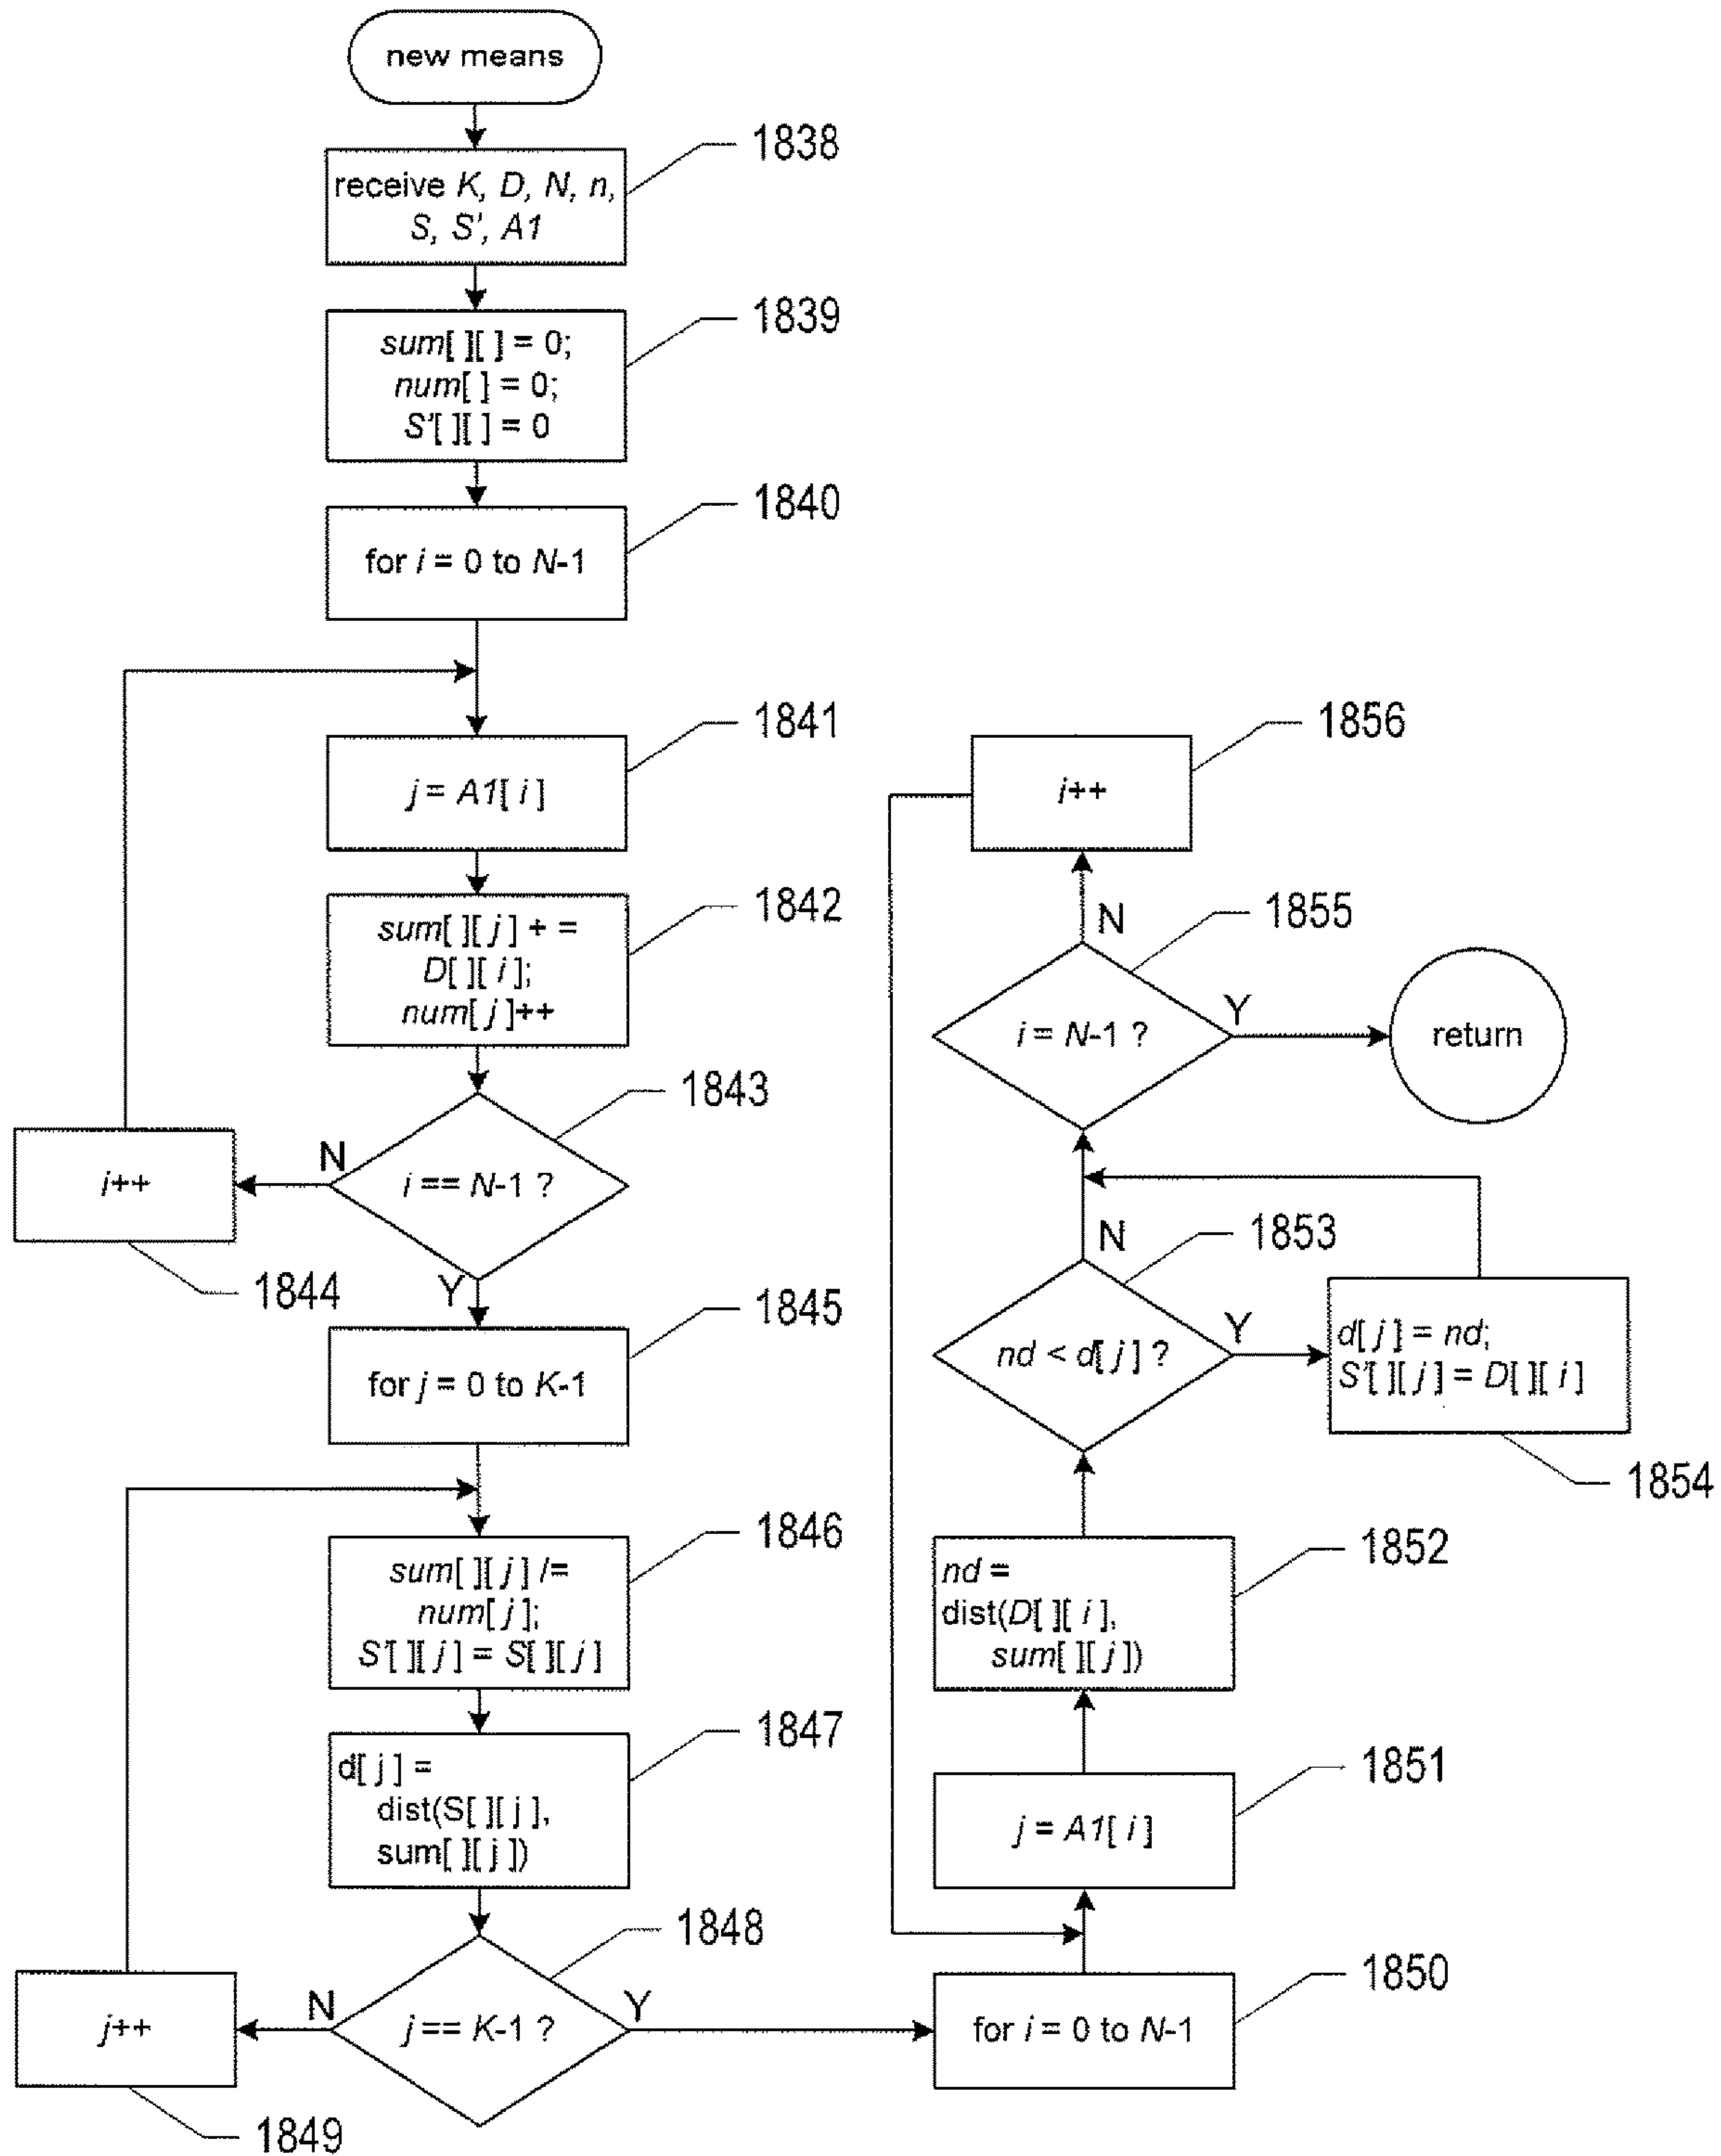 new means
1838
receive K, D, N, n,
S, S', A1
1839
sum[ ][ ] = 0;
num[ ] = 0;
S'[ ][ ] = 0
1840
for i = 0 to N-1
1841
j = A1[ i ]
1842
sum[ ][ j ] + =
D[ ][ i ];
num[ j ]++
1843
i == N-1 ?
N
Y
i++
1844
1845
for j = 0 to K-1
1846
sum[ ][ j ] /=
num[ j ];
S'[ ][ j ] = S[ ][ j ]
1847
d[ j ] =
dist(S[ ][ j ],
sum[ ][ j ])
1848
j == K-1 ?
N
Y
j++
1849
1850
for i = 0 to N-1
1851
j = A1[ i ]
1852
nd =
dist(D[ ][ i ],
sum[ ][ j ])
1853
nd < d[ j ] ?
N
Y
d[ j ] = nd;
S'[ ][ j ] = D[ ][ i ]
1854
1855
i = N-1 ?
N
Y
return
1856
i++